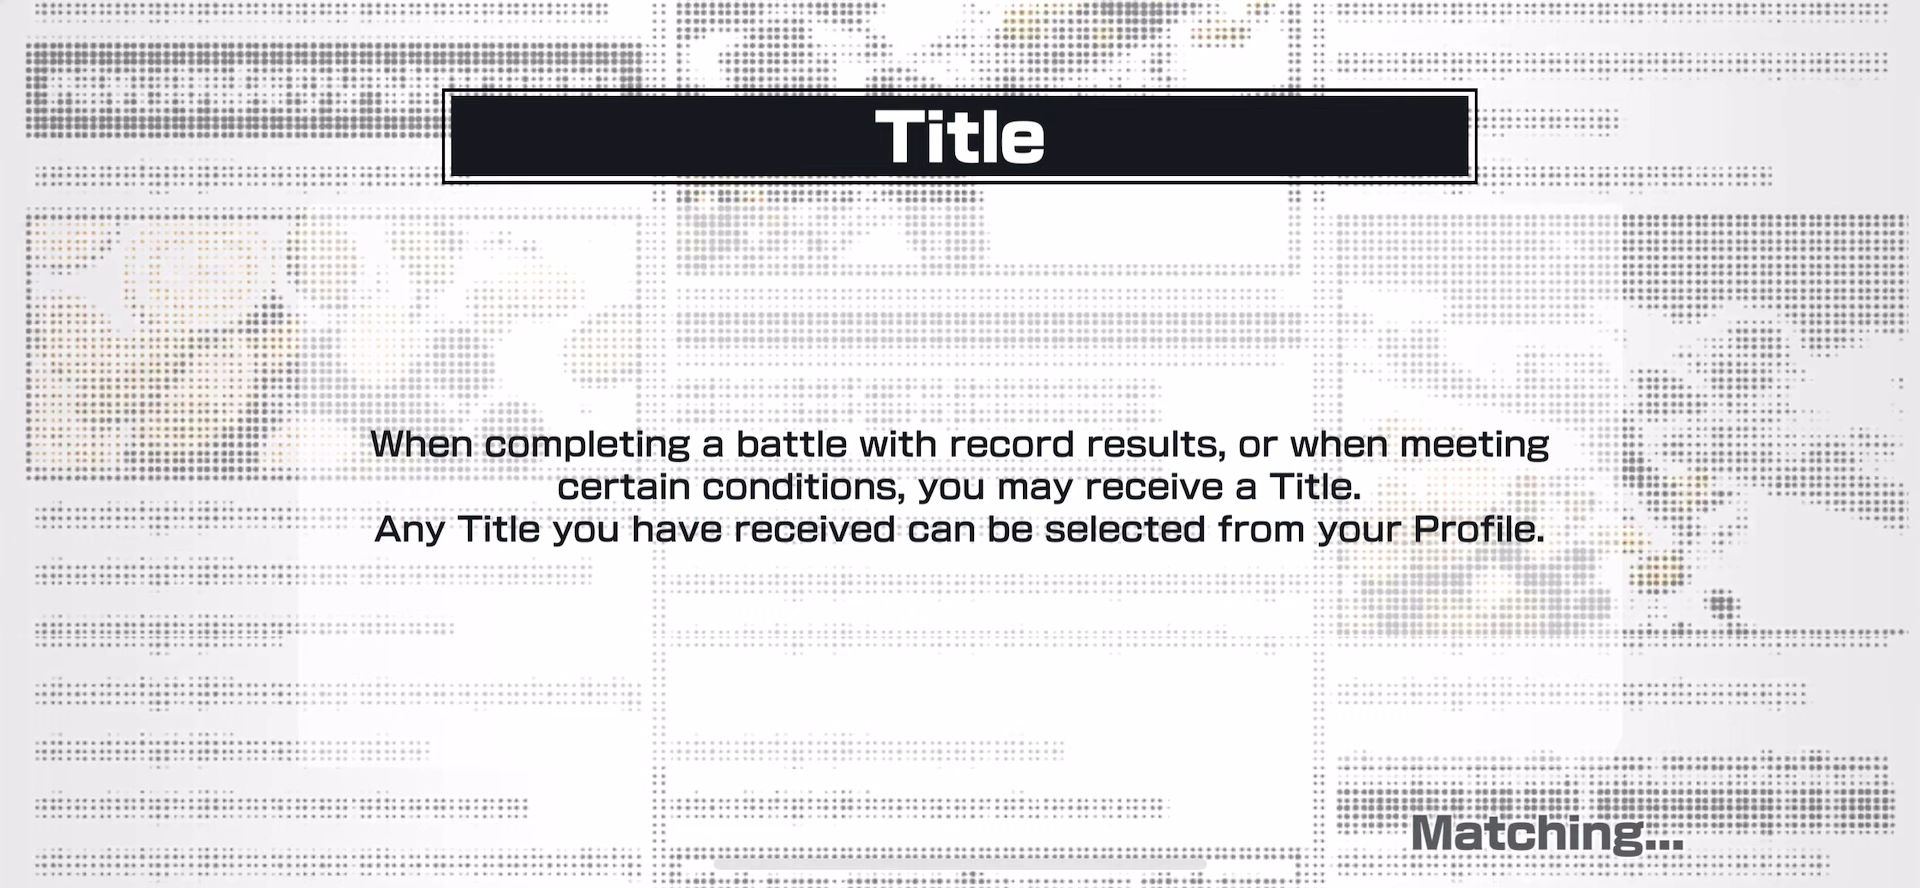 Title
When completing a battle with record results, or when meeting
certain conditions, you may receive a Title.
Any Title you have received can be selected from your Profile.
Matching...